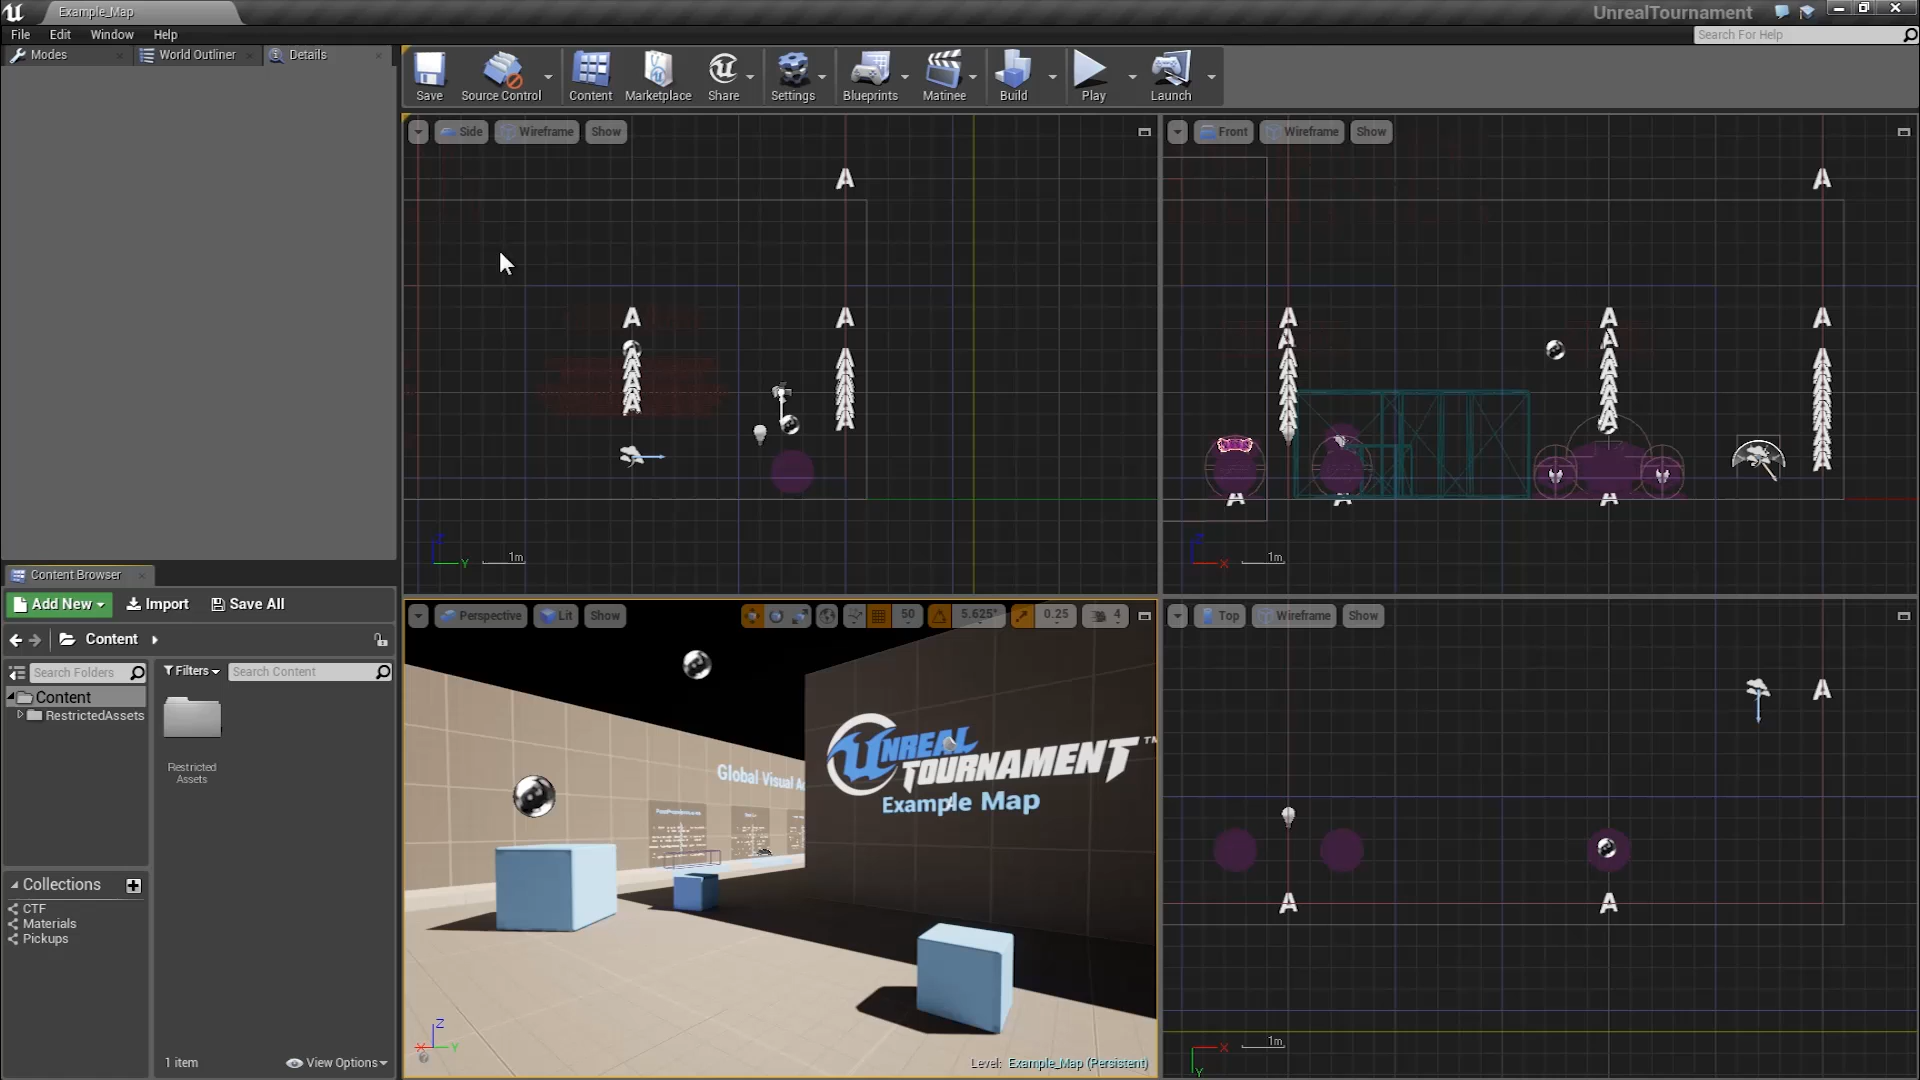 Example_Map
UnrealTournament
File Edit Window Help
Search For Help
Modes World Outliner Details
Save Source Control Content Marketplace Share Settings Blueprints Matinee Build Play Launch
Side Wireframe Show
Front Wireframe Show
Z
Y 1m
X 1m
Content Browser
Add New Import Save All
Content
Search Folders Filters Search Content
Content
RestrictedAssets
Restricted
Assets
Collections
CTF
Materials
Pickups
1 item View Options
Perspective Lit Show 50 5.625° 0.25 4
Top Wireframe Show
Global Visual
UNREAL
TOURNAMENT™
Example Map
Z
X Y
Level: Example_Map (Persistent)
X 1m
Y